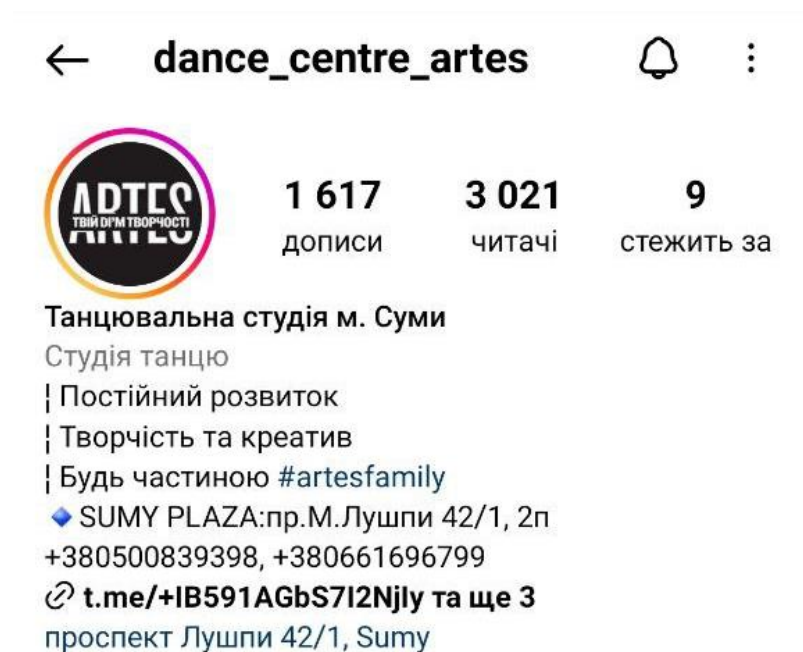 dance_centre_artes
ARTES
ТВІЙ DI'М ТВОРЧОСТІ
ARTES
1 617
3 021
9
дописи
читачі
стежить за
Танцювальна студія м. Суми
Студія танцю
¦ Постійний розвиток
¦ Творчість та креатив
¦ Будь частиною #artesfamily
🔹 SUMY PLAZA:пр.М.Лушпи 42/1, 2п
+380500839398, +380661696799
t.me/+IB591AGbS7I2NjIy та ще 3
проспект Лушпи 42/1, Sumy